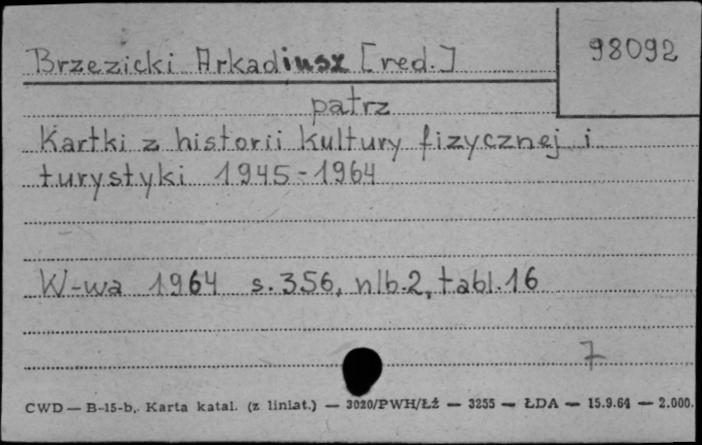 98092
Brzezicki Arkadiusz [red.]
patrz
Kartki z historii kultury fizycznej i
turystyki 1945-1964
W-wa 1964 s. 356, nlb. 2, tabl. 16
7
CWD — B-15-b, Karta katal. (z liniat.) — 3020/PWH/ŁŻ — 3255 — ŁDA — 15.9.64 — 2.000.